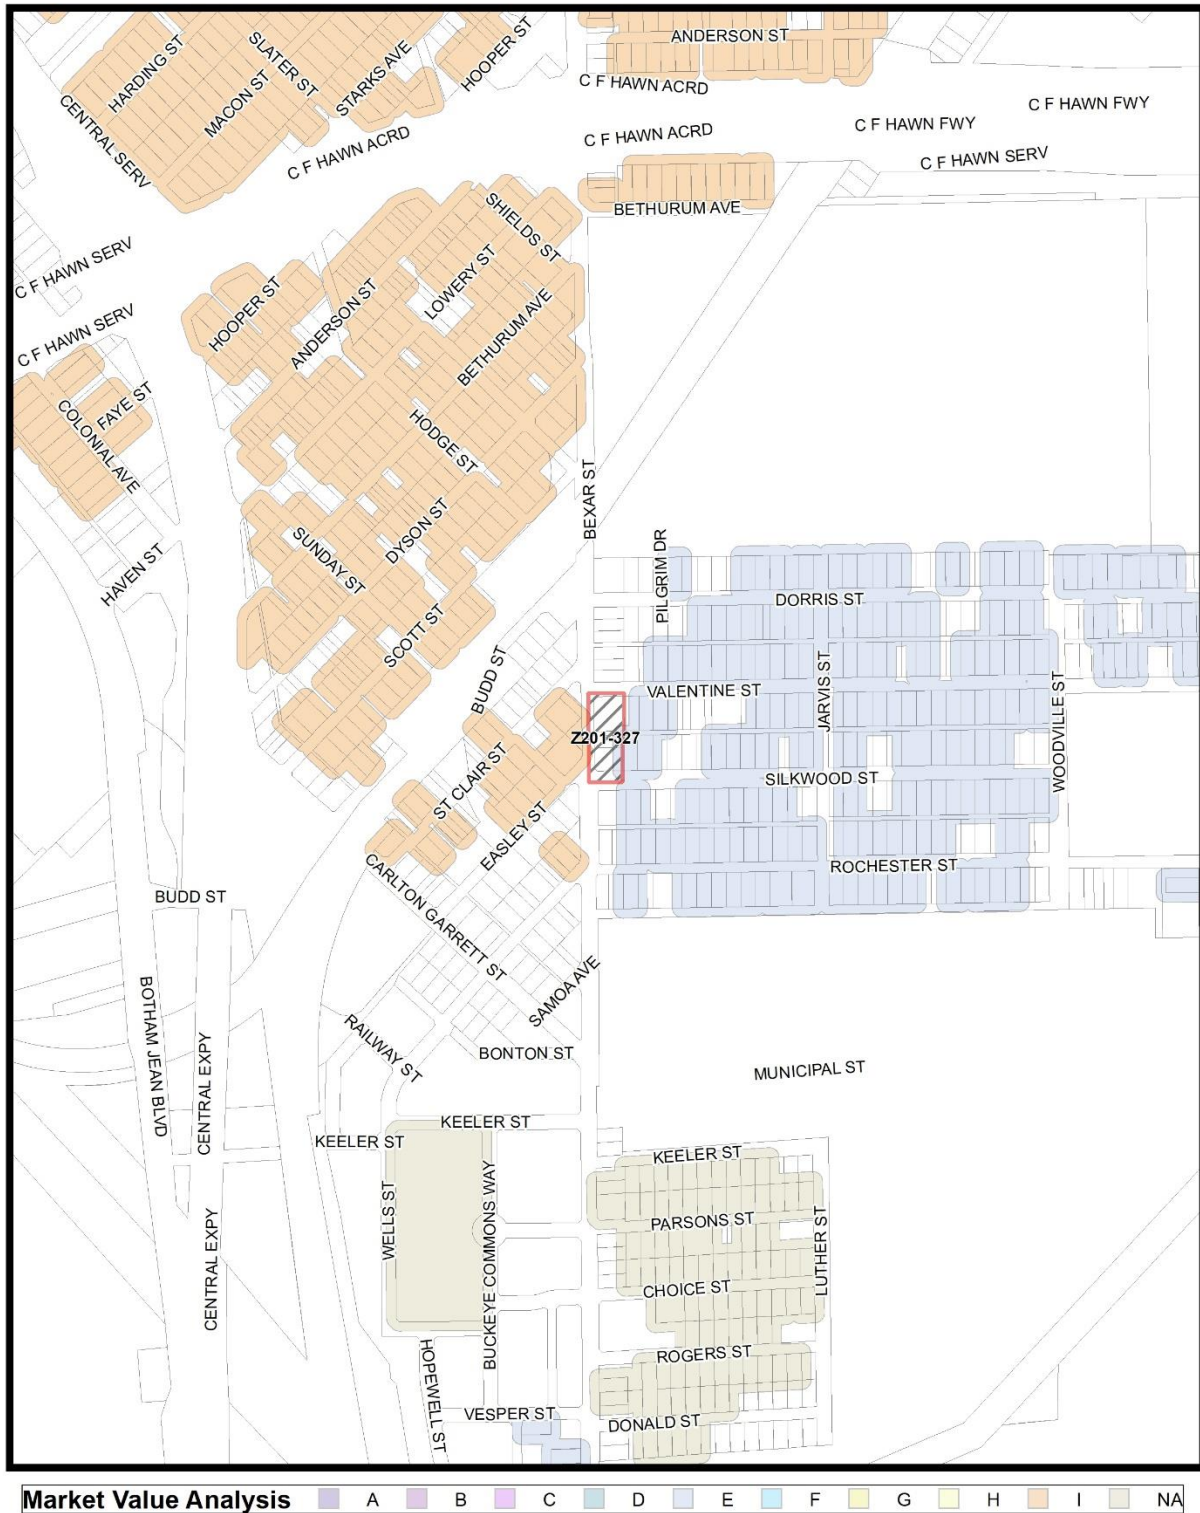 ANDERSON ST
HOOPER ST
SLATER ST
HARDING ST
STARKS AVE
MACON ST
C F HAWN ACRD
C F HAWN FWY
CENTRAL SERV
C F HAWN ACRD
C F HAWN FWY
C F HAWN ACRD
C F HAWN SERV
BETHURUM AVE
SHIELDS ST
C F HAWN SERV
LOWERY ST
HOOPER ST
ANDERSON ST
BETHURUM AVE
C F HAWN SERV
FAYE ST
COLONIAL AVE
HODGE ST
BEXAR ST
DYSON ST
SUNDAY ST
HAVEN ST
PILGRIM DR
DORRIS ST
SCOTT ST
BUDD ST
VALENTINE ST
JARVIS ST
WOODVILLE ST
Z201-327
ST CLAIR ST
SILKWOOD ST
EASLEY ST
ROCHESTER ST
CARLTON GARRETT ST
BUDD ST
SAMOA AVE
BOTHAM JEAN BLVD
RAILWAY ST
BONTON ST
CENTRAL EXPY
MUNICIPAL ST
KEELER ST
KEELER ST
KEELER ST
WELLS ST
BUCKEYE COMMONS WAY
PARSONS ST
LUTHER ST
CENTRAL EXPY
CHOICE ST
ROGERS ST
HOPEWELL ST
VESPER ST
DONALD ST
Market Value Analysis A B C D E F G H I NA